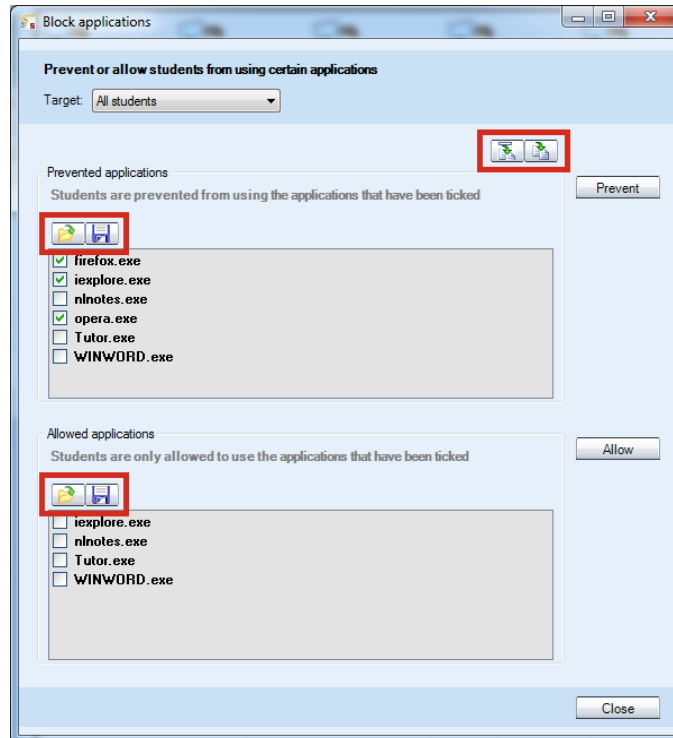 Block applications
Prevent or allow students from using certain applications
Target: All students
Prevented applications
Students are prevented from using the applications that have been ticked
Prevent
firefox.exe
iexplore.exe
nlnotes.exe
opera.exe
Tutor.exe
WINWORD.exe
Allowed applications
Students are only allowed to use the applications that have been ticked
Allow
iexplore.exe
nlnotes.exe
Tutor.exe
WINWORD.exe
Close